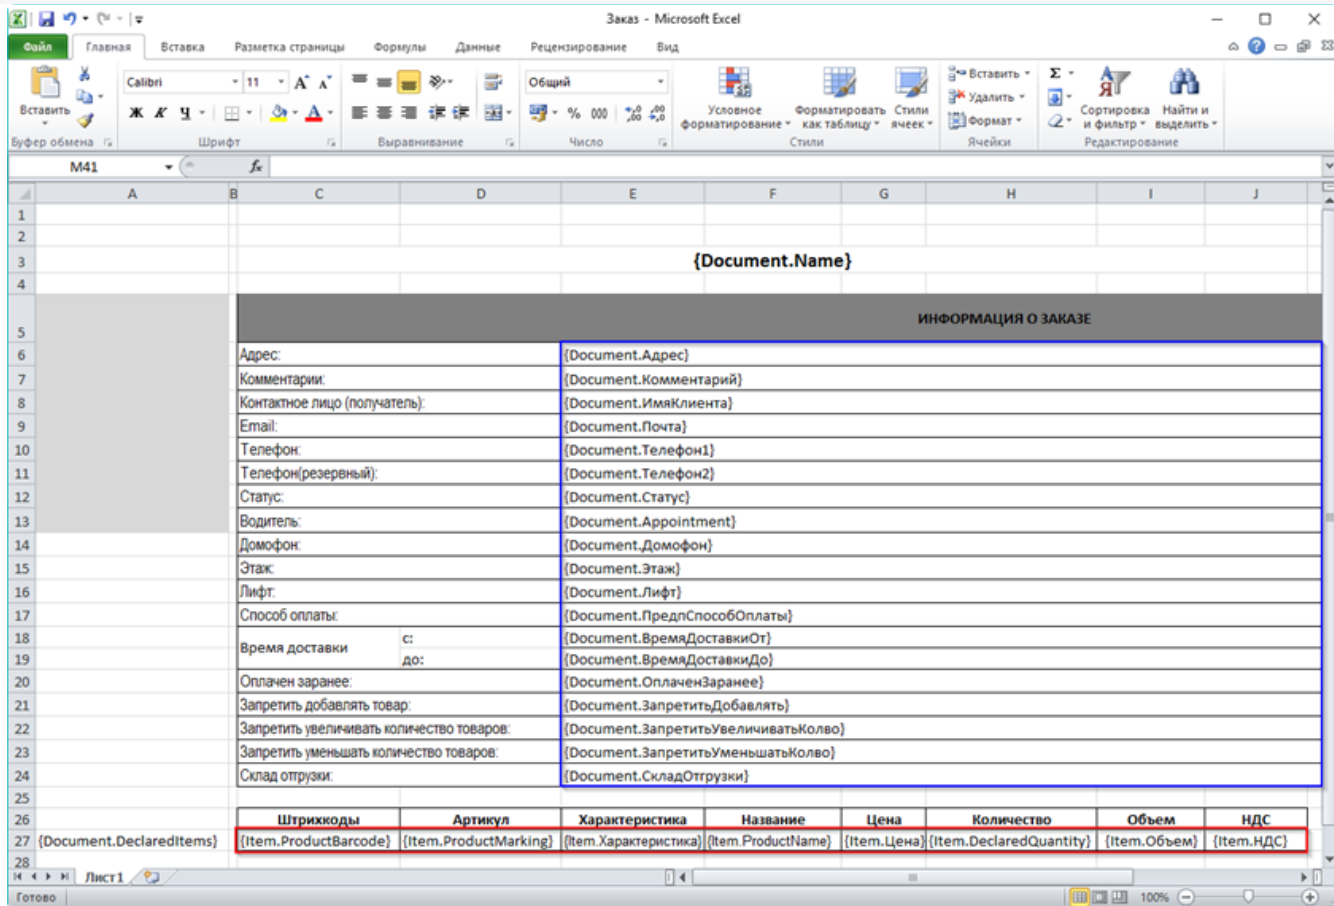 Заказ - Microsoft Excel
Файл Главная Вставка Разметка страницы Формулы Данные Рецензирование Вид
Вставить
Calibri 11
Ж К Ч
Общий
% 000
Условное форматирование
Форматировать как таблицу
Стили ячеек
Вставить
Удалить
Формат
Σ
Сортировка и фильтр
Найти и выделить
Буфер обмена Шрифт Выравнивание Число Стили Ячейки Редактирование
M41 fx
A B C D E F G H I J
1
2
3 {Document.Name}
4
5 ИНФОРМАЦИЯ О ЗАКАЗЕ
6 Адрес: {Document.Адрес}
7 Комментарии: {Document.Комментарий}
8 Контактное лицо (получатель): {Document.ИмяКлиента}
9 Email: {Document.Почта}
10 Телефон: {Document.Телефон1}
11 Телефон(резервный): {Document.Телефон2}
12 Статус: {Document.Статус}
13 Водитель: {Document.Appointment}
14 Домофон: {Document.Домофон}
15 Этаж: {Document.Этаж}
16 Лифт: {Document.Лифт}
17 Способ оплаты: {Document.ПредпСпособОплаты}
18 Время доставки с: {Document.ВремяДоставкиОт}
19 до: {Document.ВремяДоставкиДо}
20 Оплачен заранее: {Document.ОплаченЗаранее}
21 Запретить добавлять товар: {Document.ЗапретитьДобавлять}
22 Запретить увеличивать количество товаров: {Document.ЗапретитьУвеличиватьКолво}
23 Запретить уменьшать количество товаров: {Document.ЗапретитьУменьшатьКолво}
24 Склад отгрузки: {Document.СкладОтгрузки}
25
26 Штрихкоды Артикул Характеристика Название Цена Количество Объем НДС
27 {Document.DeclaredItems} {Item.ProductBarcode} {Item.ProductMarking} {Item.Характеристика} {Item.ProductName} {Item.Цена} {Item.DeclaredQuantity} {Item.Объем} {Item.НДС}
28
Лист1
Готово 100%